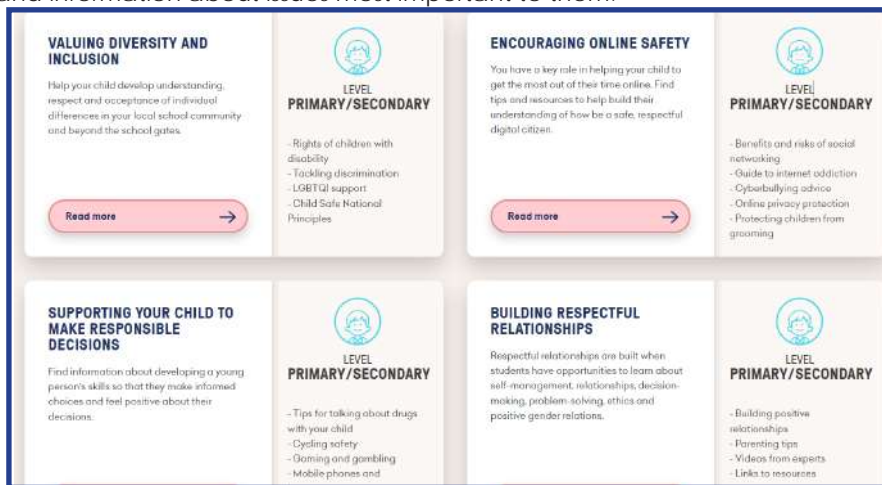 and information about issues most important to them.
VALUING DIVERSITY AND
INCLUSION
Help your child develop understanding,
respect and acceptance of individual
differences in your local school community
and beyond the school gates.
Read more
LEVEL
PRIMARY/SECONDARY
- Rights of children with
disability
- Tackling discrimination
- LGBTQI support
- Child Safe National
Principles
ENCOURAGING ONLINE SAFETY
You have a key role in helping your child to
get the most out of their time online. Find
tips and resources to help build their
understanding of how be a safe, respectful
digital citizen.
Read more
LEVEL
PRIMARY/SECONDARY
- Benefits and risks of social
networking
- Guide to internet addiction
- Cyberbullying advice
- Online privacy protection
- Protecting children from
grooming
SUPPORTING YOUR CHILD TO
MAKE RESPONSIBLE
DECISIONS
Find information about developing a young
person's skills so that they make informed
choices and feel positive about their
decisions.
LEVEL
PRIMARY/SECONDARY
- Tips for talking about drugs
with your child
- Cycling safety
- Gaming and gambling
- Mobile phones and
BUILDING RESPECTFUL
RELATIONSHIPS
Respectful relationships are built when
students have opportunities to learn about
self-management, relationships, decision-
making, problem-solving, ethics and
positive gender relations.
LEVEL
PRIMARY/SECONDARY
- Building positive
relationships
- Parenting tips
- Videos from experts
- Links to resources